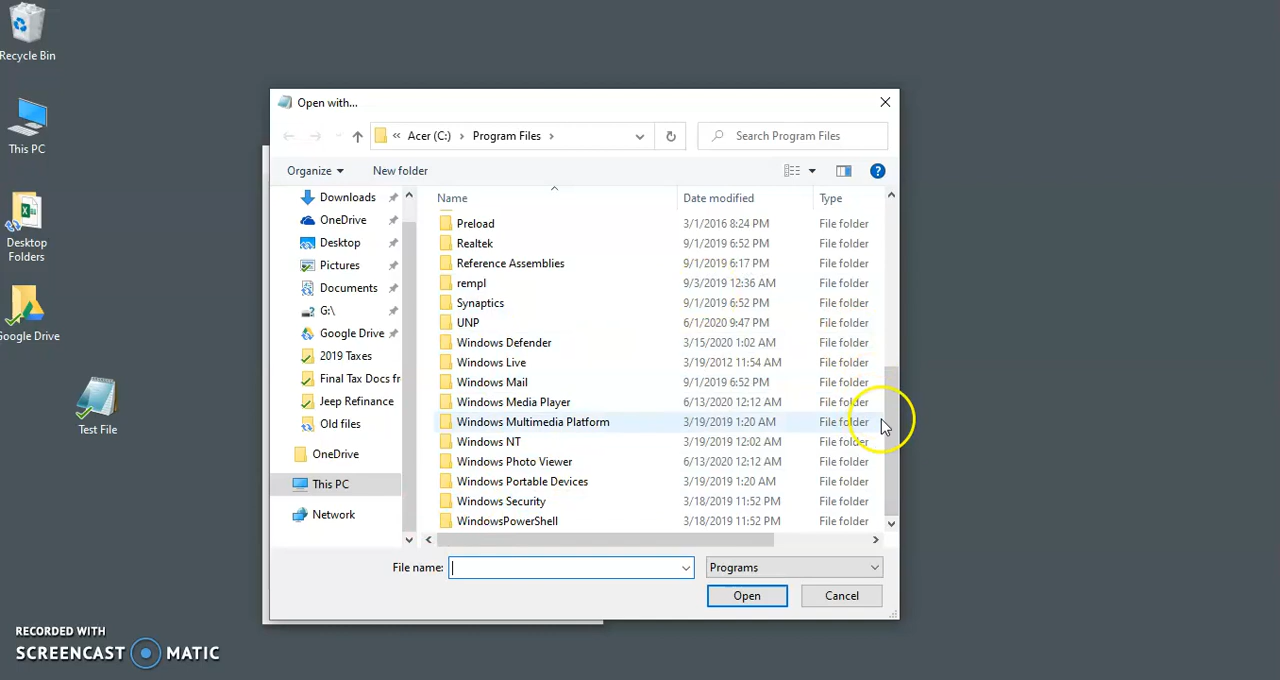 Recycle Bin
This PC
Desktop
Folders
Google Drive
Test File
Open with...
« Acer (C:) › Program Files ›
Search Program Files
Organize
New folder
?
Downloads
OneDrive
Desktop
Pictures
Documents
G:\
Google Drive
2019 Taxes
Final Tax Docs fr
Jeep Refinance
Old files
OneDrive
This PC
Network
Name Date modified Type
Preload 3/1/2016 8:24 PM File folder
Realtek 9/1/2019 6:52 PM File folder
Reference Assemblies 9/1/2019 6:17 PM File folder
rempl 9/3/2019 12:36 AM File folder
Synaptics 9/1/2019 6:52 PM File folder
UNP 6/1/2020 9:47 PM File folder
Windows Defender 3/15/2020 1:02 AM File folder
Windows Live 3/19/2012 11:54 AM File folder
Windows Mail 9/1/2019 6:52 PM File folder
Windows Media Player 6/13/2020 12:12 AM File folder
Windows Multimedia Platform 3/19/2019 1:20 AM File folder
Windows NT 3/19/2019 12:02 AM File folder
Windows Photo Viewer 6/13/2020 12:12 AM File folder
Windows Portable Devices 3/19/2019 1:20 AM File folder
Windows Security 3/18/2019 11:52 PM File folder
WindowsPowerShell 3/18/2019 11:52 PM File folder
File name:
Programs
Open
Cancel
RECORDED WITH
SCREENCAST MATIC